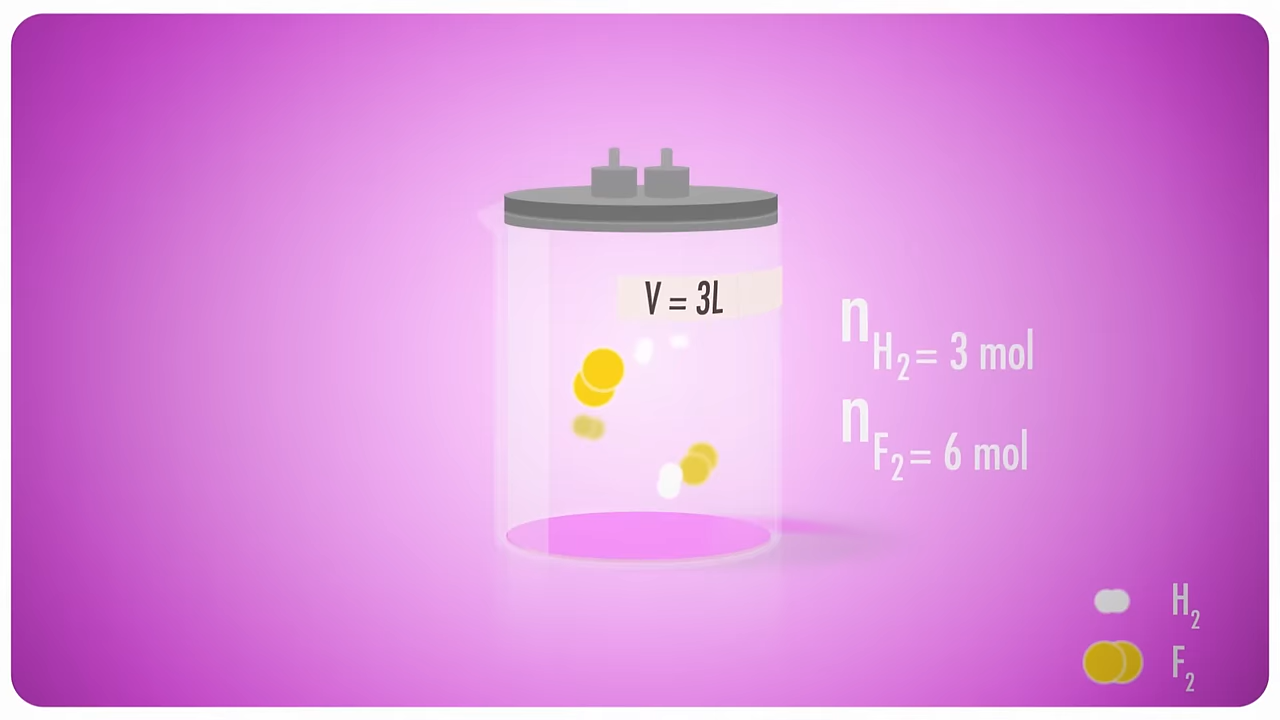 V = 3L
nH₂ = 3 mol
nF₂ = 6 mol
H₂
F₂